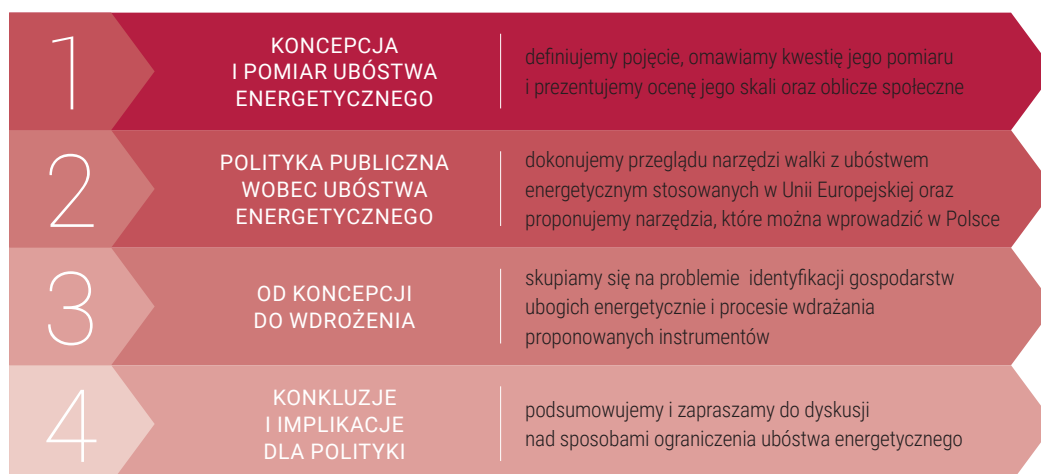 1
KONCEPCJA
I POMIAR UBÓSTWA
ENERGETYCZNEGO
definiujemy pojęcie, omawiamy kwestię jego pomiaru
i prezentujemy ocenę jego skali oraz oblicze społeczne
2
POLITYKA PUBLICZNA
WOBEC UBÓSTWA
ENERGETYCZNEGO
dokonujemy przeglądu narzędzi walki z ubóstwem
energetycznym stosowanych w Unii Europejskiej oraz
proponujemy narzędzia, które można wprowadzić w Polsce
3
OD KONCEPCJI
DO WDROŻENIA
skupiamy się na problemie identyfikacji gospodarstw
ubogich energetycznie i procesie wdrażania
proponowanych instrumentów
4
KONKLUZJE
I IMPLIKACJE
DLA POLITYKI
podsumowujemy i zapraszamy do dyskusji
nad sposobami ograniczenia ubóstwa energetycznego